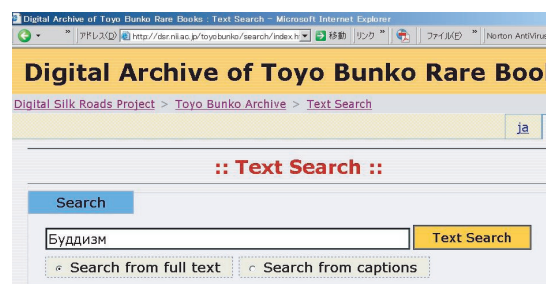 Digital Archive of Toyo Bunko Rare Books : Text Search - Microsoft Internet Explorer
» アドレス(D) http://dsr.nii.ac.jp/toyobunko/search/index.h 移動 リンク » ファイル(F) » Norton AntiVirus
Digital Archive of Toyo Bunko Rare Boo
Digital Silk Roads Project > Toyo Bunko Archive > Text Search
ja
:: Text Search ::
Search
Буддизм Text Search
Search from full text Search from captions